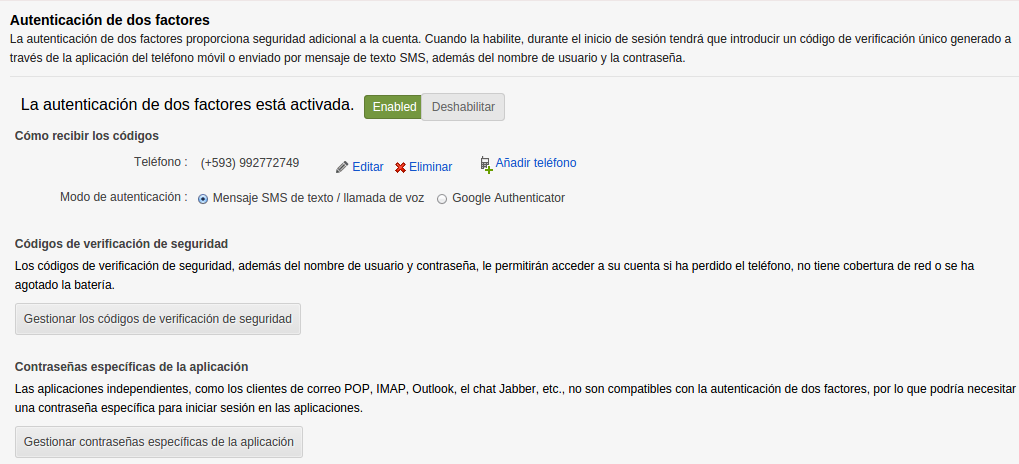 Autenticación de dos factores
La autenticación de dos factores proporciona seguridad adicional a la cuenta. Cuando la habilite, durante el inicio de sesión tendrá que introducir un código de verificación único generado a
través de la aplicación del teléfono móvil o enviado por mensaje de texto SMS, además del nombre de usuario y la contraseña.
La autenticación de dos factores está activada. Enabled Deshabilitar
Cómo recibir los códigos
Teléfono : (+593) 992772749 Editar Eliminar Añadir teléfono
Modo de autenticación : Mensaje SMS de texto / llamada de voz Google Authenticator
Códigos de verificación de seguridad
Los códigos de verificación de seguridad, además del nombre de usuario y contraseña, le permitirán acceder a su cuenta si ha perdido el teléfono, no tiene cobertura de red o se ha
agotado la batería.
Gestionar los códigos de verificación de seguridad
Contraseñas específicas de la aplicación
Las aplicaciones independientes, como los clientes de correo POP, IMAP, Outlook, el chat Jabber, etc., no son compatibles con la autenticación de dos factores, por lo que podría necesitar
una contraseña específica para iniciar sesión en las aplicaciones.
Gestionar contraseñas específicas de la aplicación